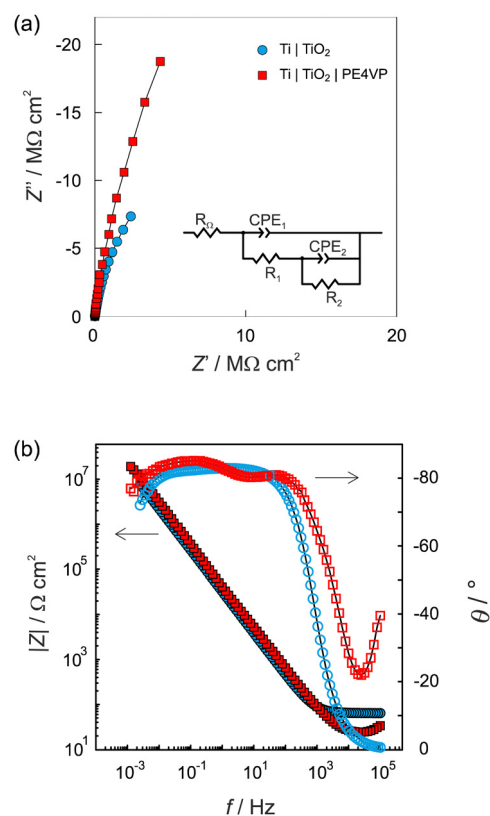 (a)
-20
-15
-10
-5
0
Z'' / MΩ cm²
Ti | TiO₂
Ti | TiO₂ | PE4VP
R_Ω
CPE₁
R₁
CPE₂
R₂
0
10
20
Z' / MΩ cm²
(b)
10⁷
10⁵
10³
10¹
|Z| / Ω cm²
-80
-60
-40
-20
0
θ / °
10⁻³
10⁻¹
10¹
10³
10⁵
f / Hz